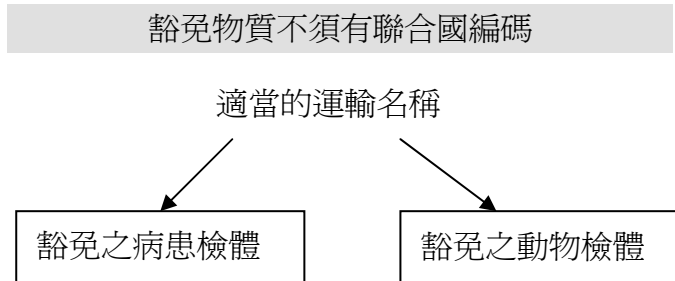 豁免物質不須有聯合國編碼
適當的運輸名稱
豁免之病患檢體
豁免之動物檢體